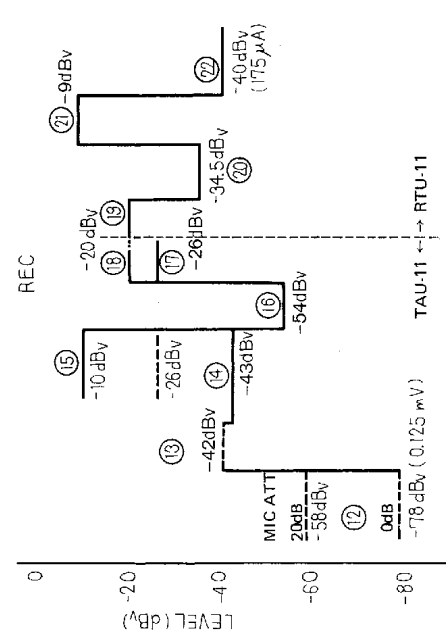 REC
LEVEL (dBv)
0
-20
-40
-60
-80
MIC ATT
20dB
-58dBv
⑫
0dB
-78dBv (0.125 mV)
⑬
-42dBv
⑭
-43dBv
⑮
-10dBv
-26dBv
⑯
-54dBv
⑰
-26dBv
⑱
-20dBv
⑲
-34.5dBv
⑳
㉑
-9dBv
㉒
-40dBv
(175μA)
TAU-11 ←→ RTU-11